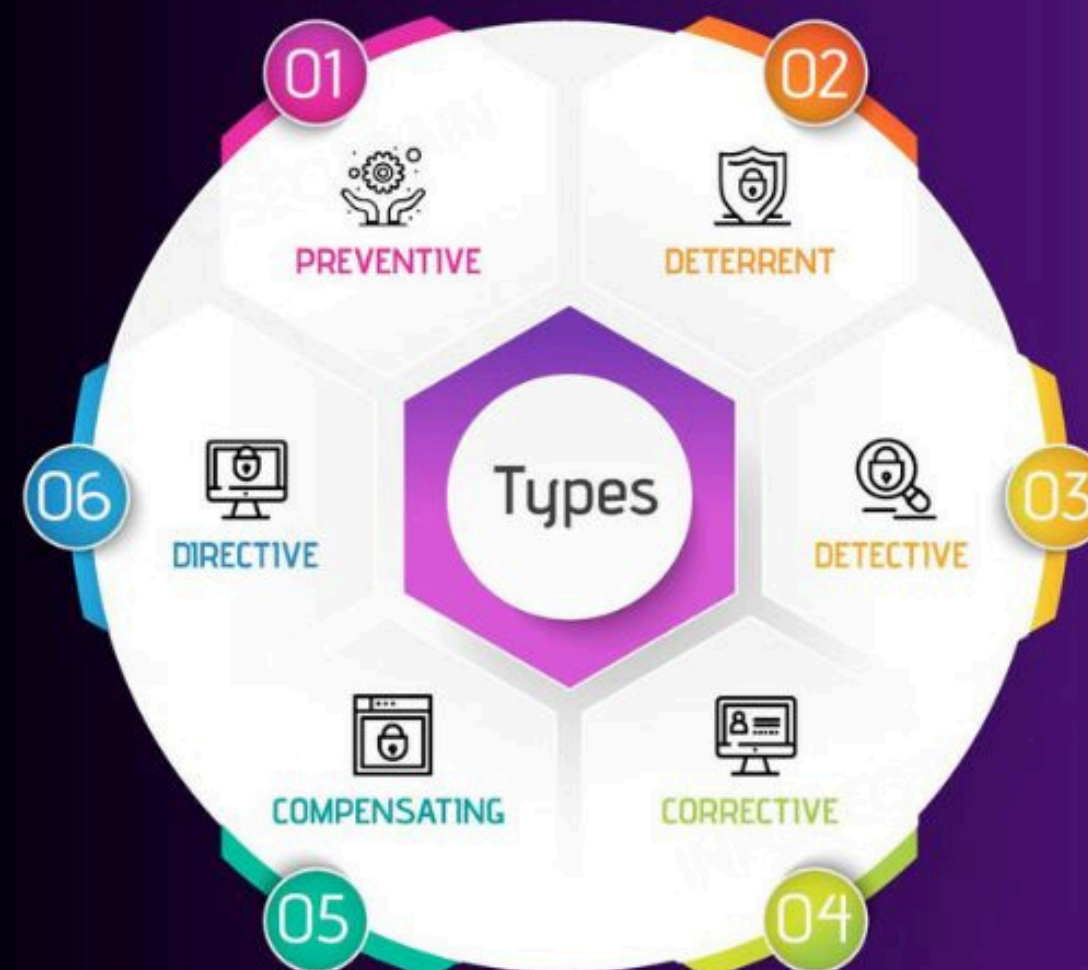 01
PREVENTIVE
02
DETERRENT
03
DETECTIVE
04
CORRECTIVE
05
COMPENSATING
06
DIRECTIVE
Types